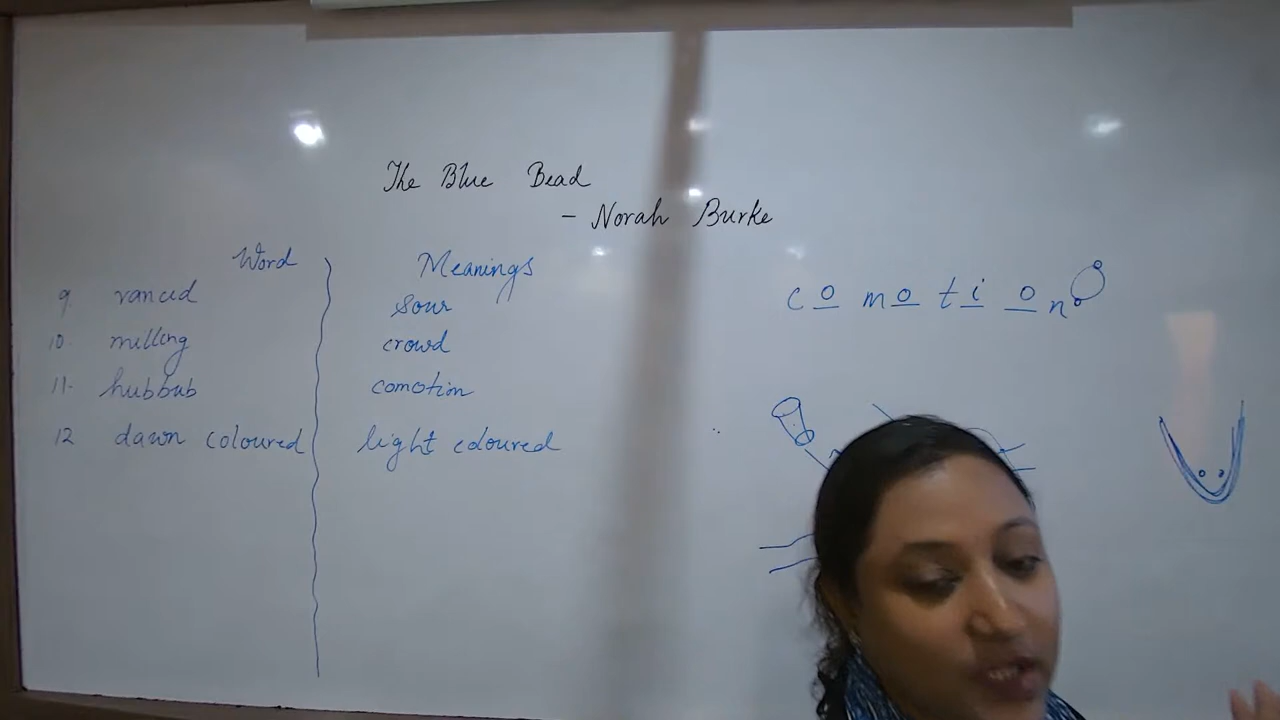 The Blue Bead
- Norah Burke
Word Meanings
9. rancid sour
10. milling crowd
11. hubbub comotion
12 dawn coloured light coloured
c o m o t i o n